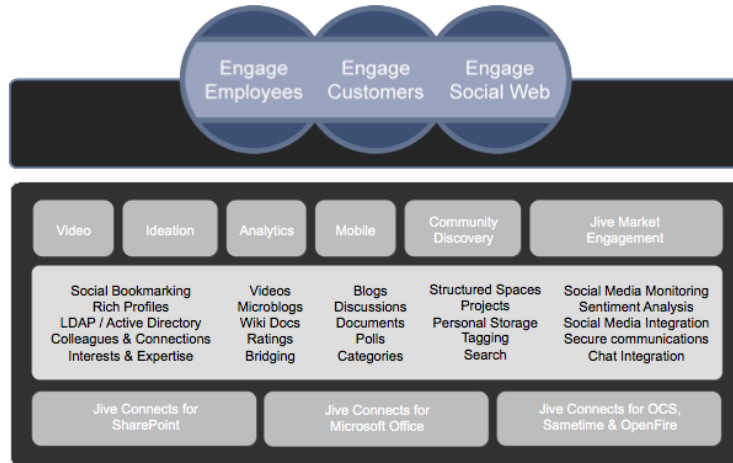 Engage Employees
Engage Customers
Engage Social Web
Video
Ideation
Analytics
Mobile
Community Discovery
Jive Market Engagement
Social Bookmarking
Rich Profiles
LDAP / Active Directory
Colleagues & Connections
Interests & Expertise
Videos
Microblogs
Wiki Docs
Ratings
Bridging
Blogs
Discussions
Documents
Polls
Categories
Structured Spaces
Projects
Personal Storage
Tagging
Search
Social Media Monitoring
Sentiment Analysis
Social Media Integration
Secure communications
Chat Integration
Jive Connects for
SharePoint
Jive Connects for
Microsoft Office
Jive Connects for OCS,
Sametime & OpenFire